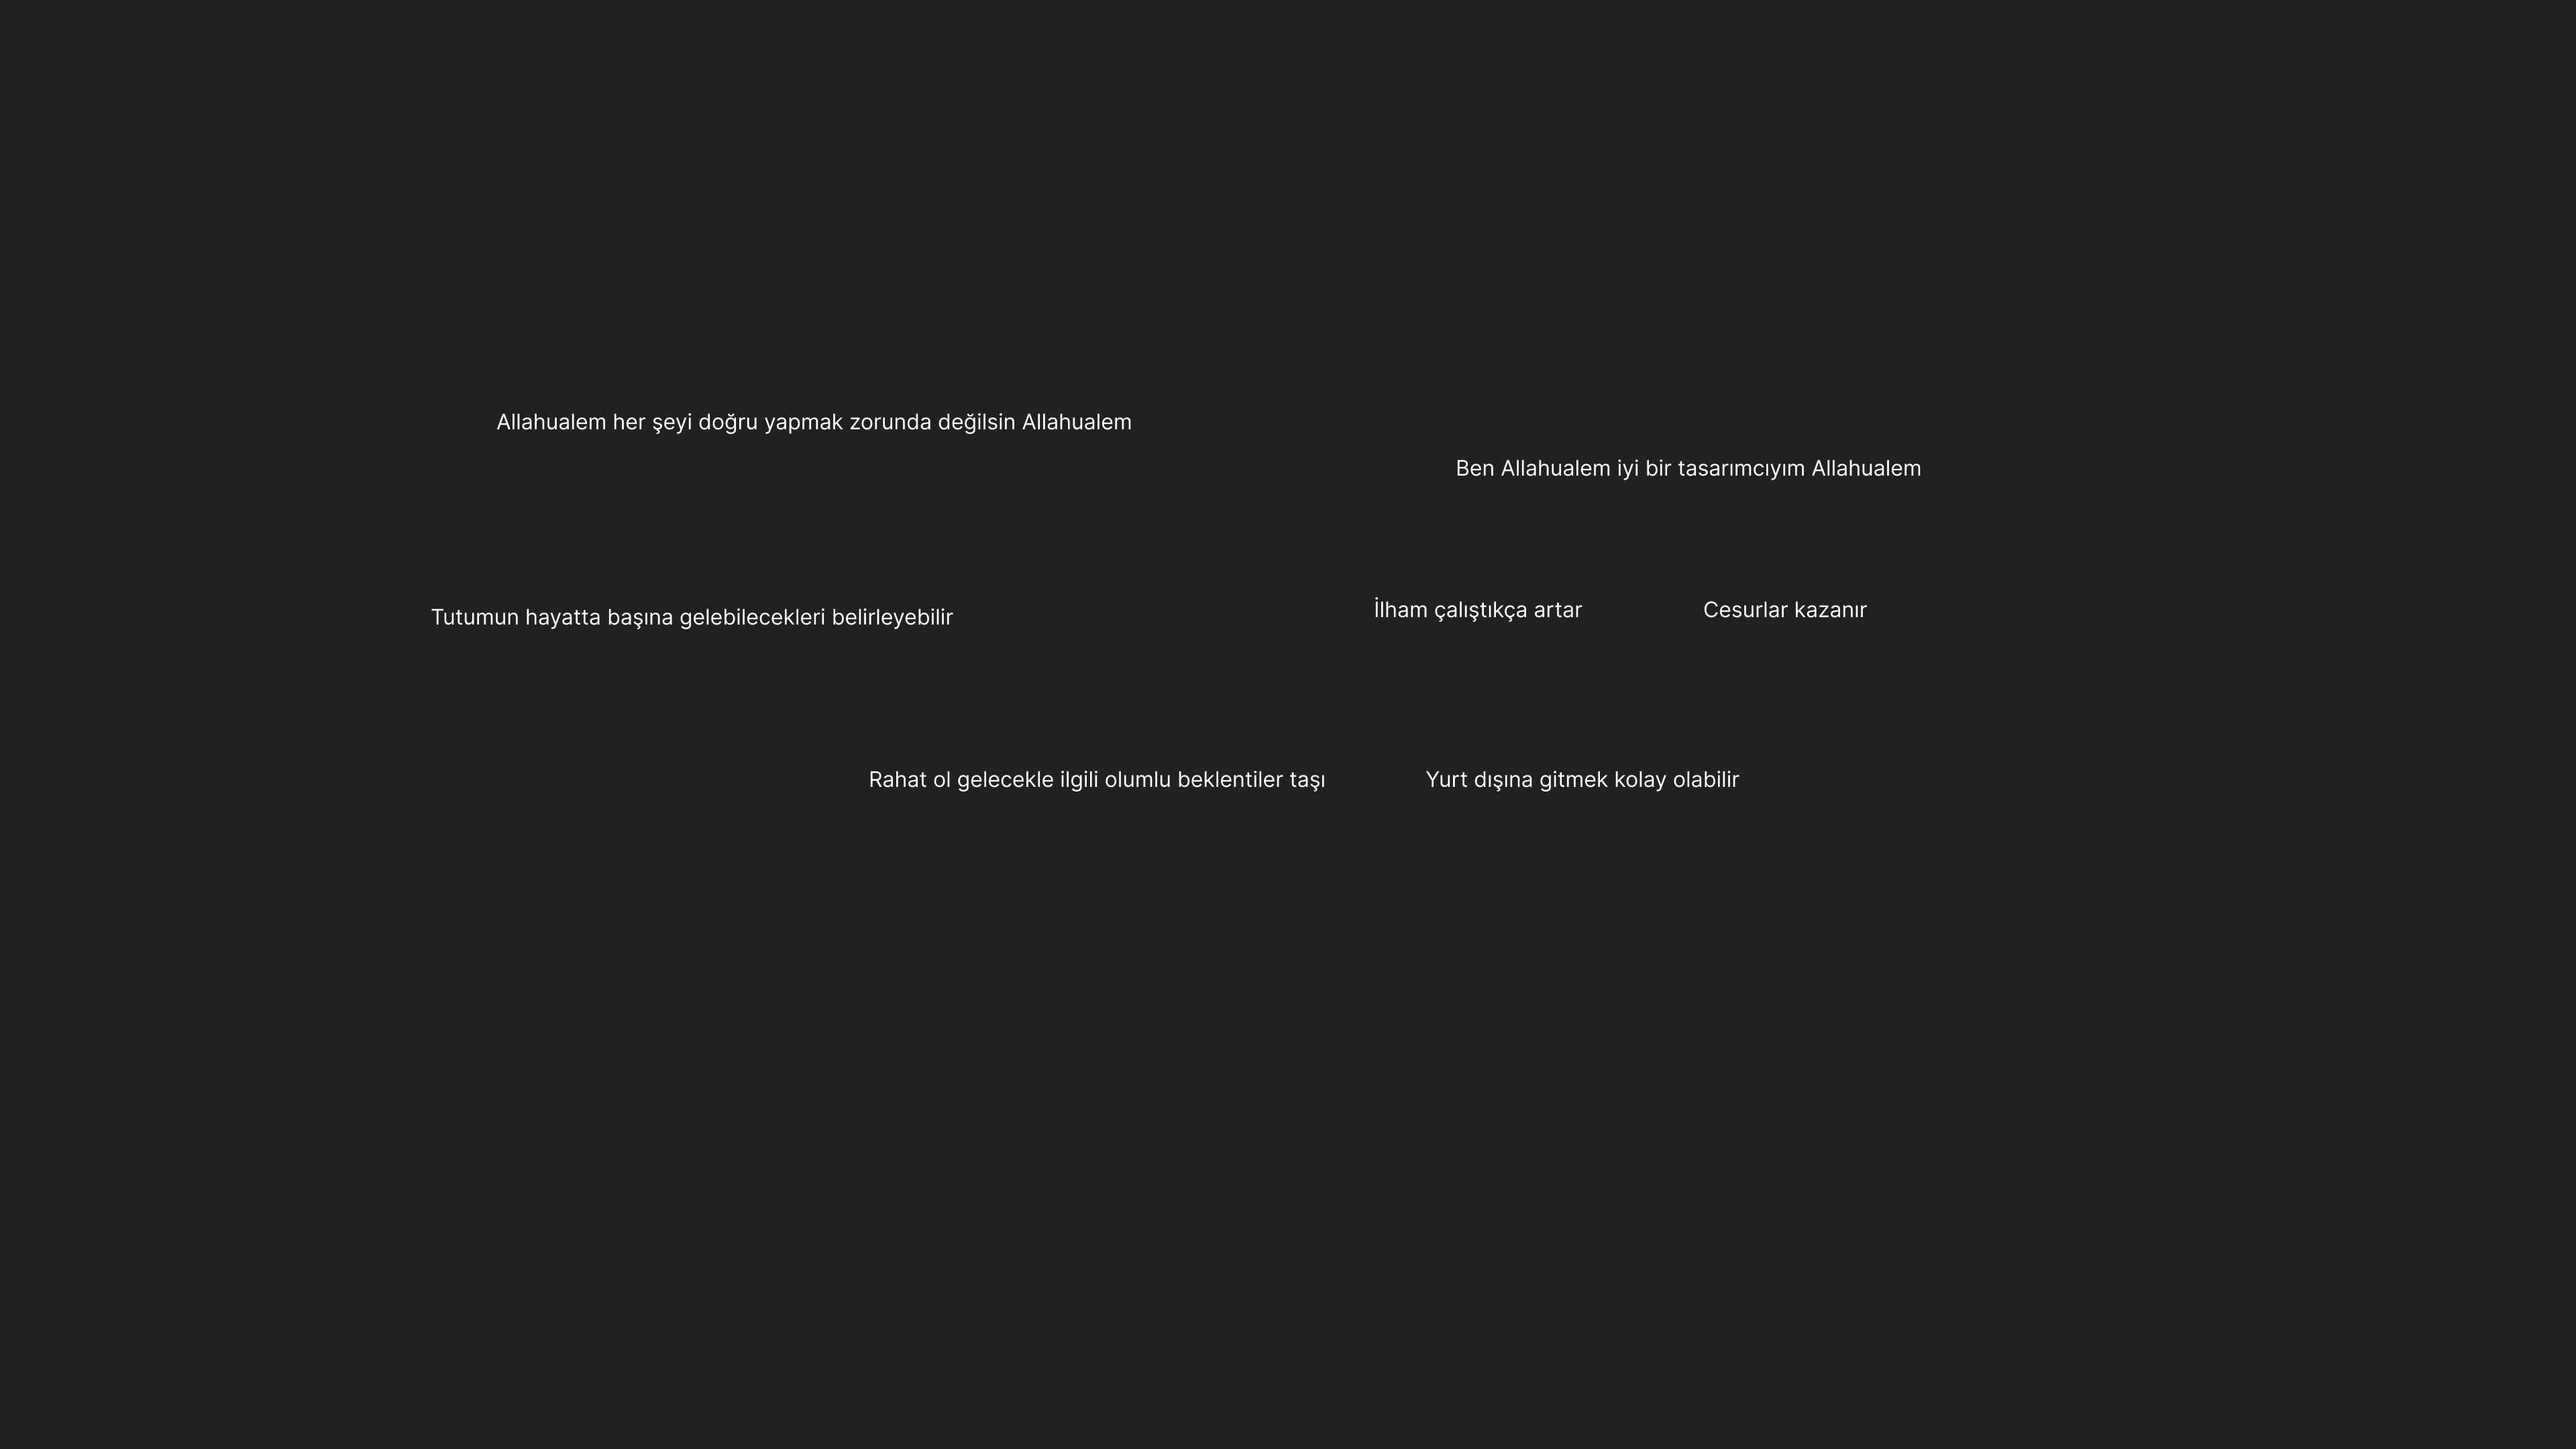 Allahualem her şeyi doğru yapmak zorunda değilsin Allahualem
Ben Allahualem iyi bir tasarımcıyım Allahualem
Tutumun hayatta başına gelebilecekleri belirleyebilir
İlham çalıştıkça artar
Cesurlar kazanır
Rahat ol gelecekle ilgili olumlu beklentiler taşı
Yurt dışına gitmek kolay olabilir